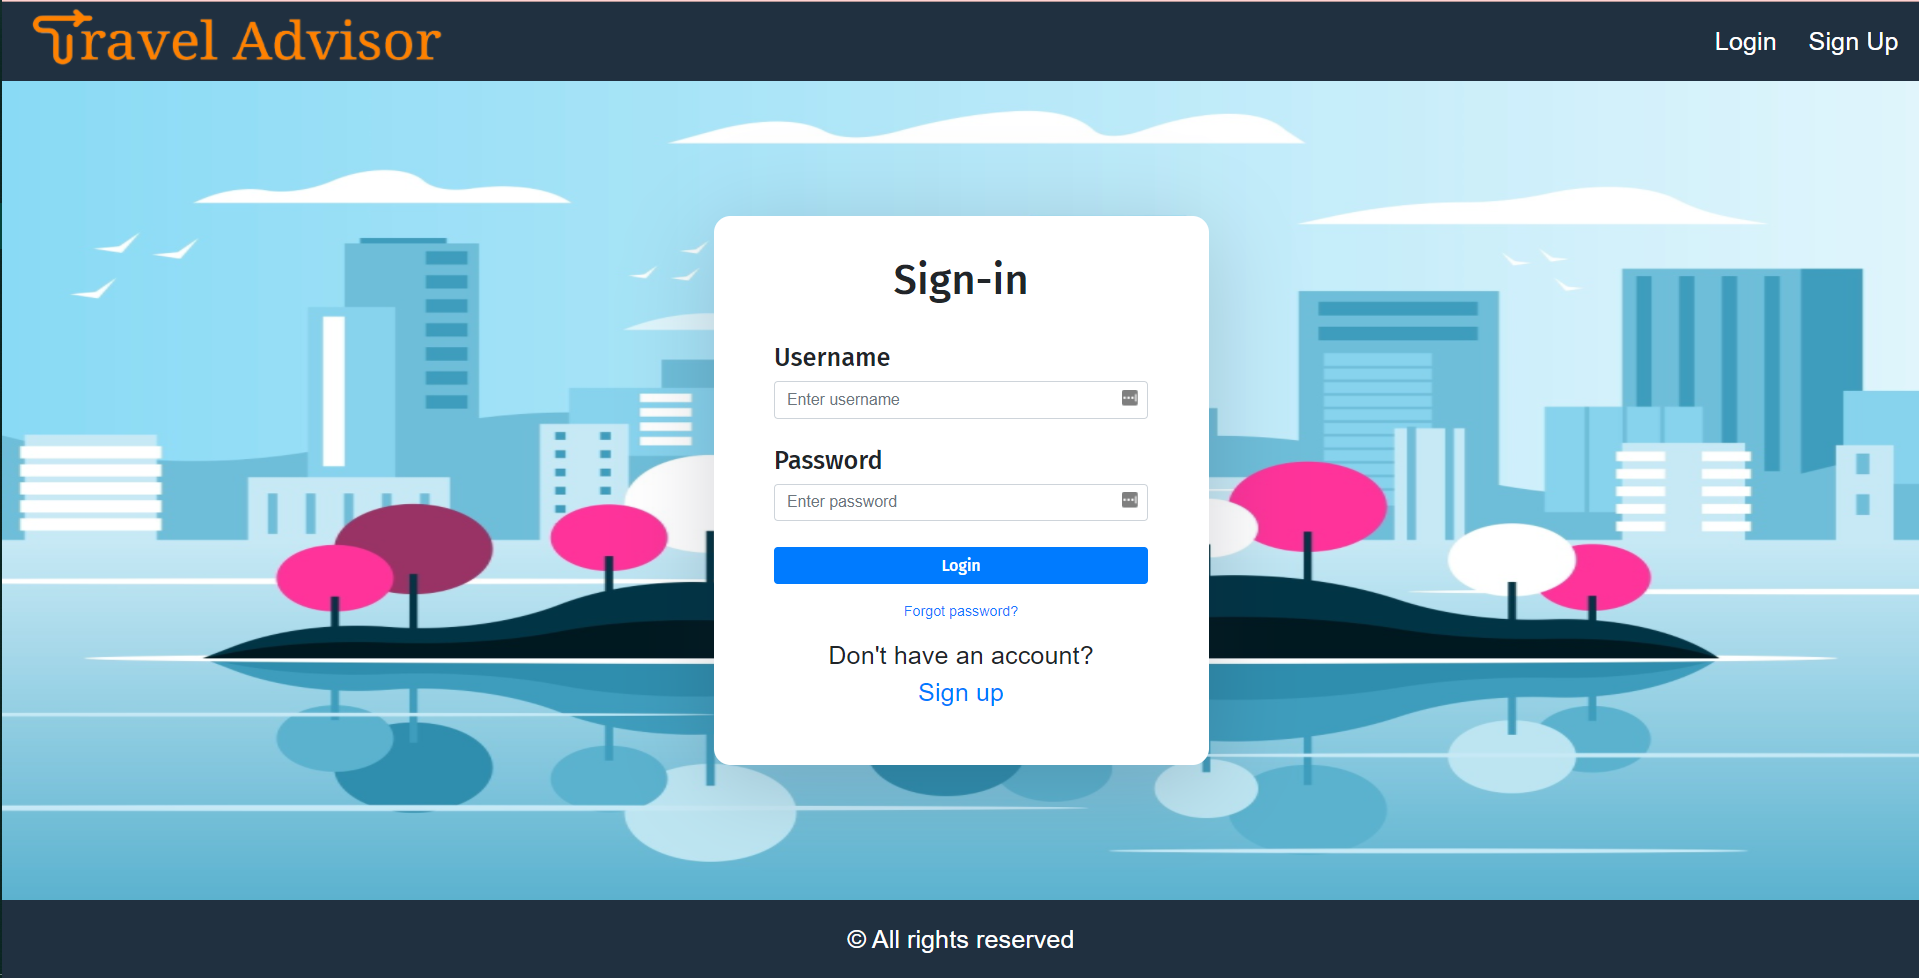 Travel Advisor
Login
Sign Up
Sign-in
Username
Enter username
Password
Enter password
Login
Forgot password?
Don't have an account?
Sign up
© All rights reserved